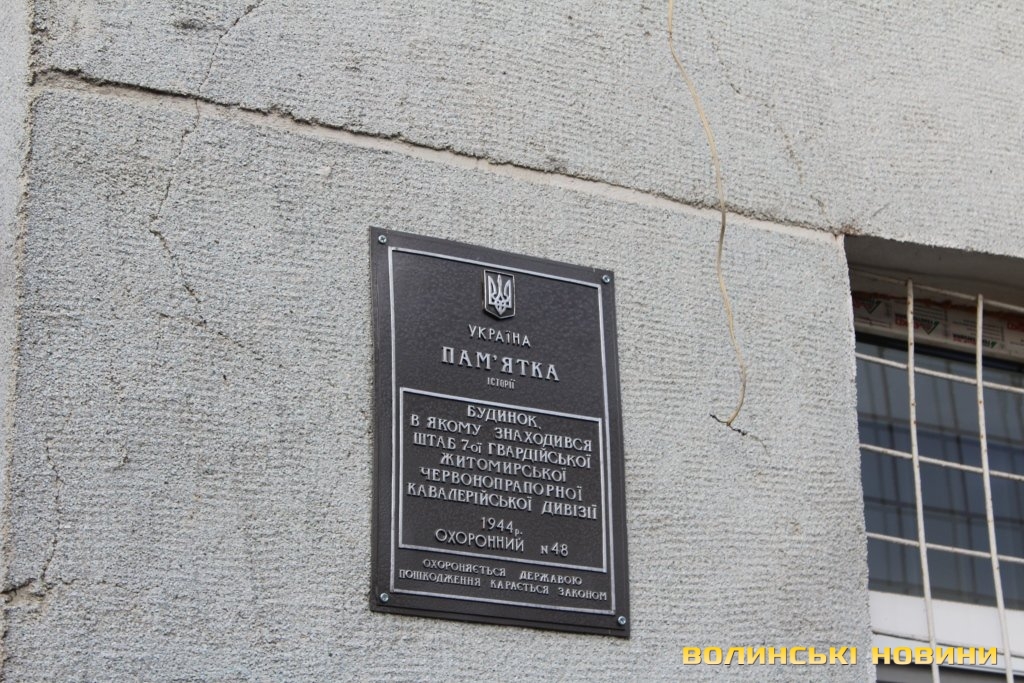 УКРАЇНА
ПАМ'ЯТКА
ІСТОРІЇ
БУДИНОК,
В ЯКОМУ ЗНАХОДИВСЯ
ШТАБ 7-ОЇ ГВАРДІЙСЬКОЇ
ЖИТОМИРСЬКОЇ
ЧЕРВОНОПРАПОРНОЇ
КАВАЛЕРІЙСЬКОЇ ДИВІЗІЇ
1944р.
ОХОРОННИЙ №48
ОХОРОНЯЄТЬСЯ ДЕРЖАВОЮ
ПОШКОДЖЕННЯ КАРАЄТЬСЯ ЗАКОНОМ
ВОЛИНСЬКІ НОВИНИ